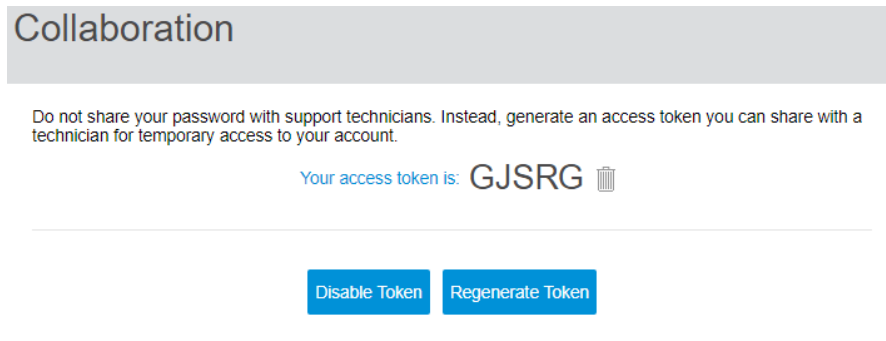 Collaboration
Do not share your password with support technicians. Instead, generate an access token you can share with a
technician for temporary access to your account.
Your access token is: GJSRG
Disable Token Regenerate Token